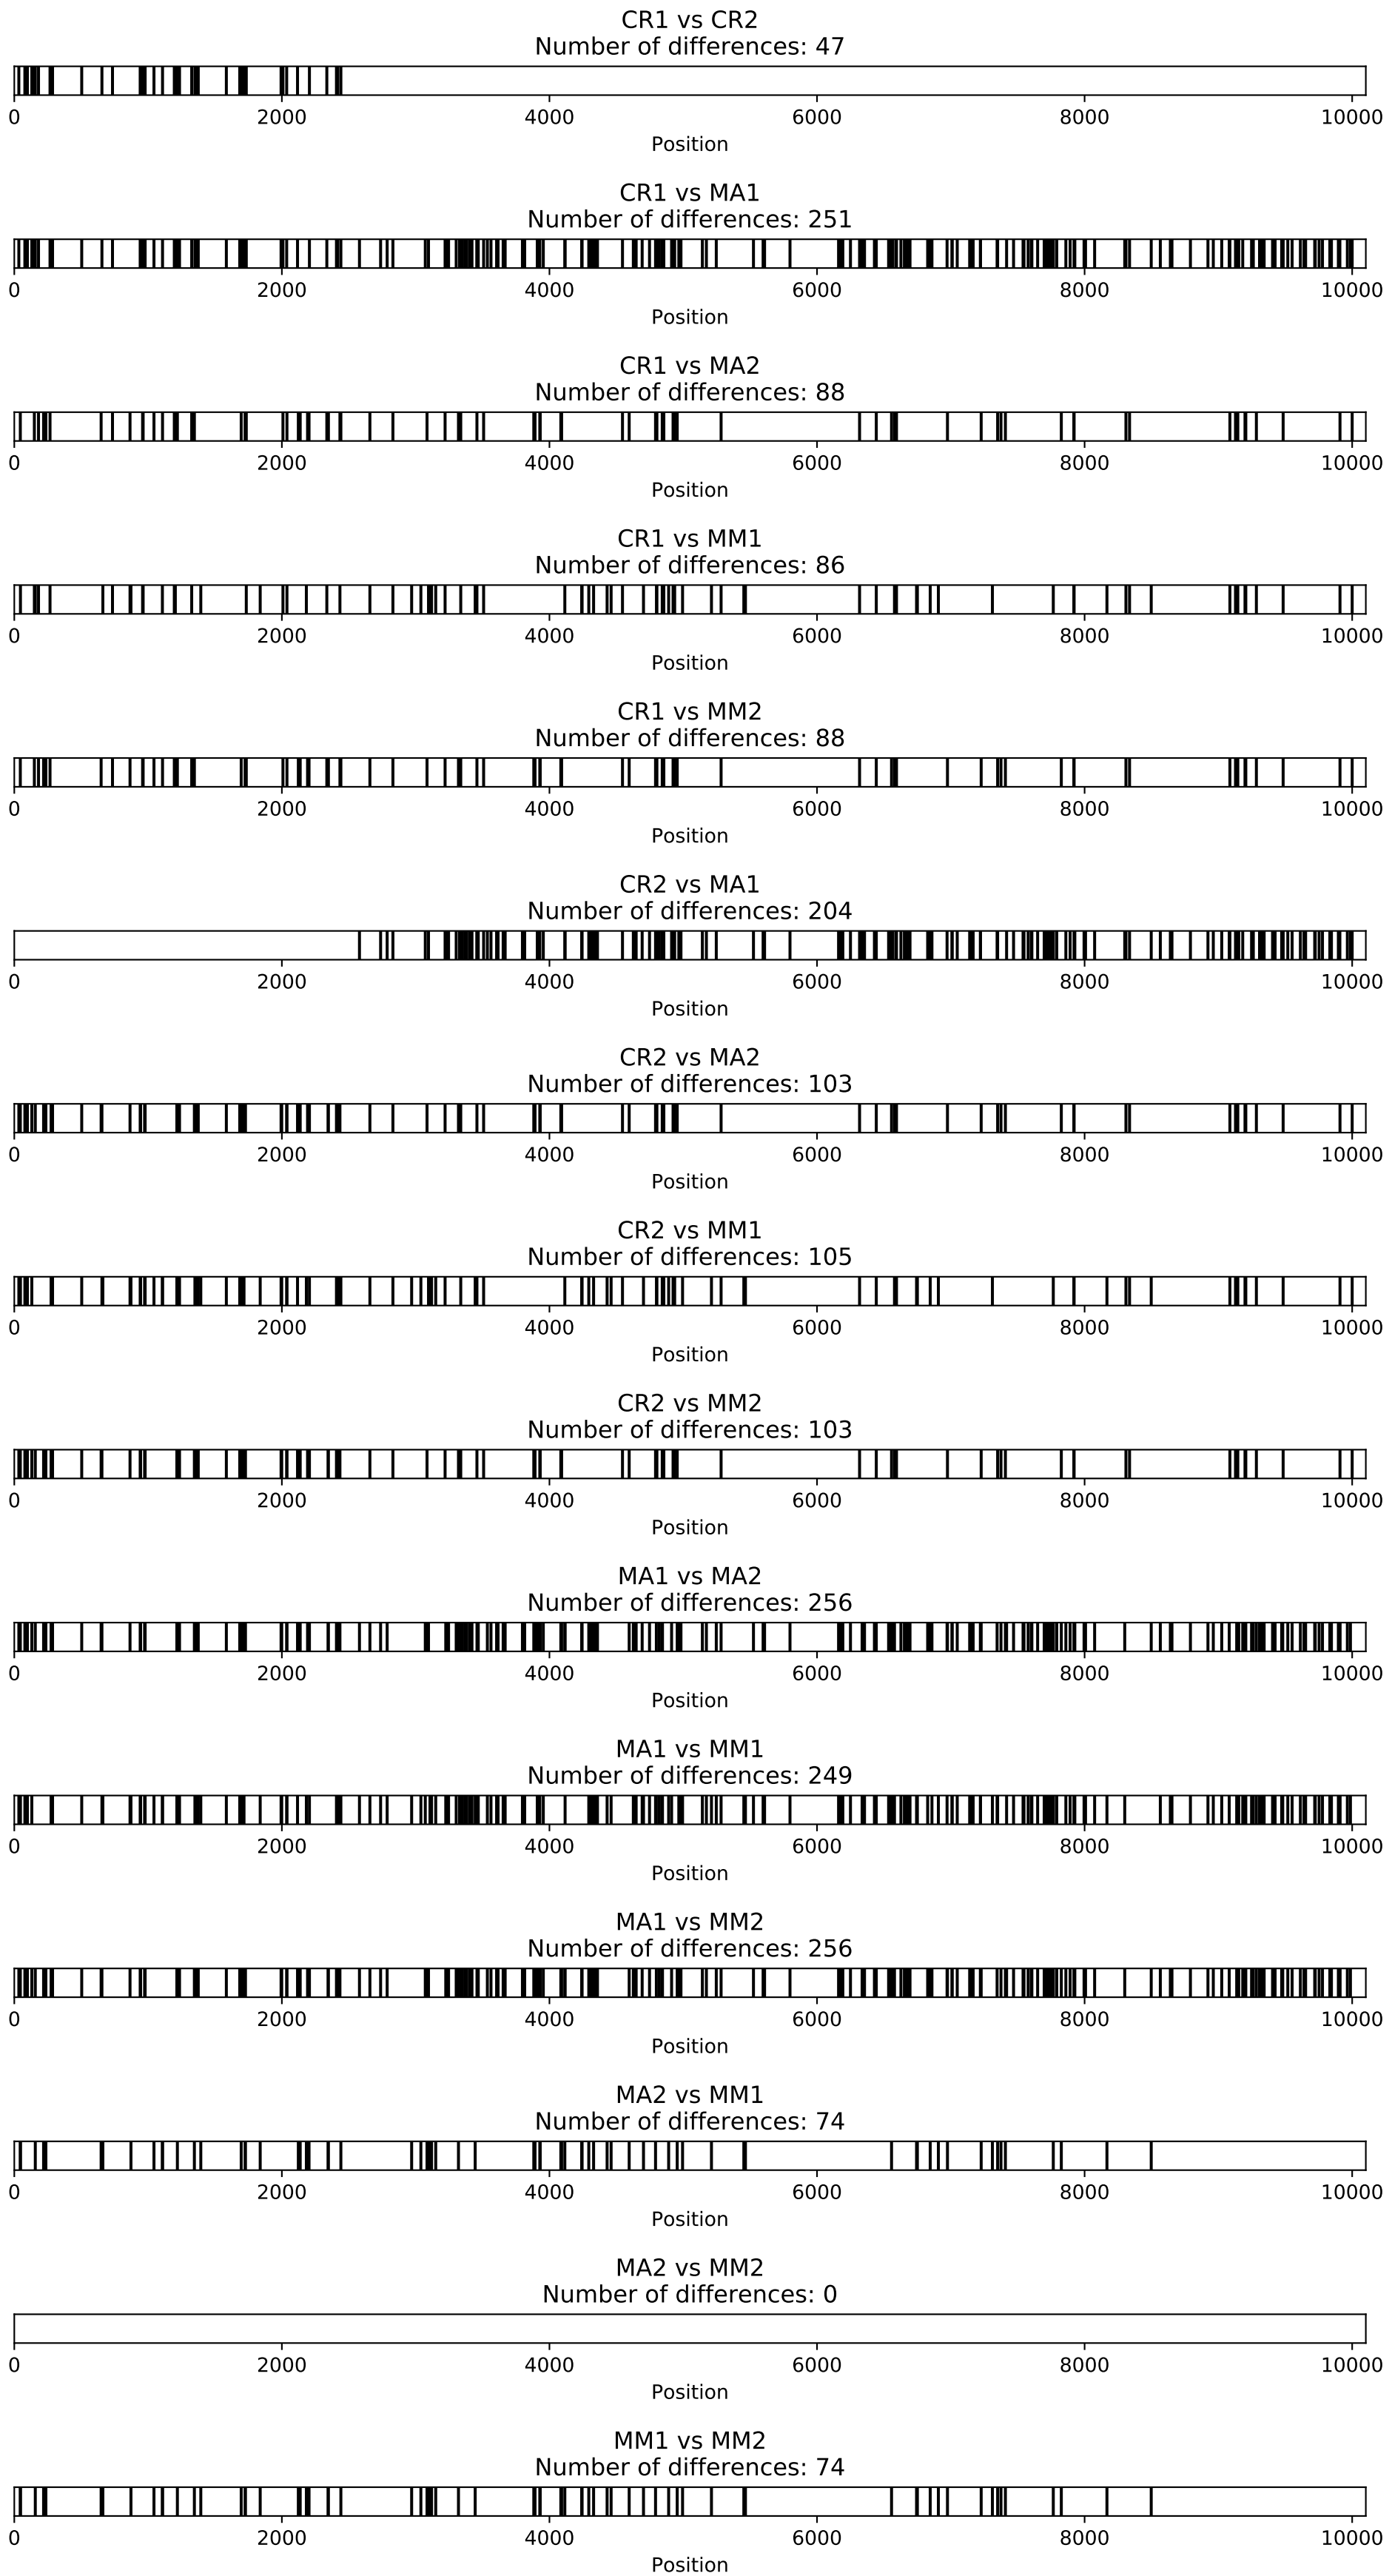 CR1 vs CR2
Number of differences: 47
0 2000 4000 6000 8000 10000
Position
CR1 vs MA1
Number of differences: 251
0 2000 4000 6000 8000 10000
Position
CR1 vs MA2
Number of differences: 88
0 2000 4000 6000 8000 10000
Position
CR1 vs MM1
Number of differences: 86
0 2000 4000 6000 8000 10000
Position
CR1 vs MM2
Number of differences: 88
0 2000 4000 6000 8000 10000
Position
CR2 vs MA1
Number of differences: 204
0 2000 4000 6000 8000 10000
Position
CR2 vs MA2
Number of differences: 103
0 2000 4000 6000 8000 10000
Position
CR2 vs MM1
Number of differences: 105
0 2000 4000 6000 8000 10000
Position
CR2 vs MM2
Number of differences: 103
0 2000 4000 6000 8000 10000
Position
MA1 vs MA2
Number of differences: 256
0 2000 4000 6000 8000 10000
Position
MA1 vs MM1
Number of differences: 249
0 2000 4000 6000 8000 10000
Position
MA1 vs MM2
Number of differences: 256
0 2000 4000 6000 8000 10000
Position
MA2 vs MM1
Number of differences: 74
0 2000 4000 6000 8000 10000
Position
MA2 vs MM2
Number of differences: 0
0 2000 4000 6000 8000 10000
Position
MM1 vs MM2
Number of differences: 74
0 2000 4000 6000 8000 10000
Position